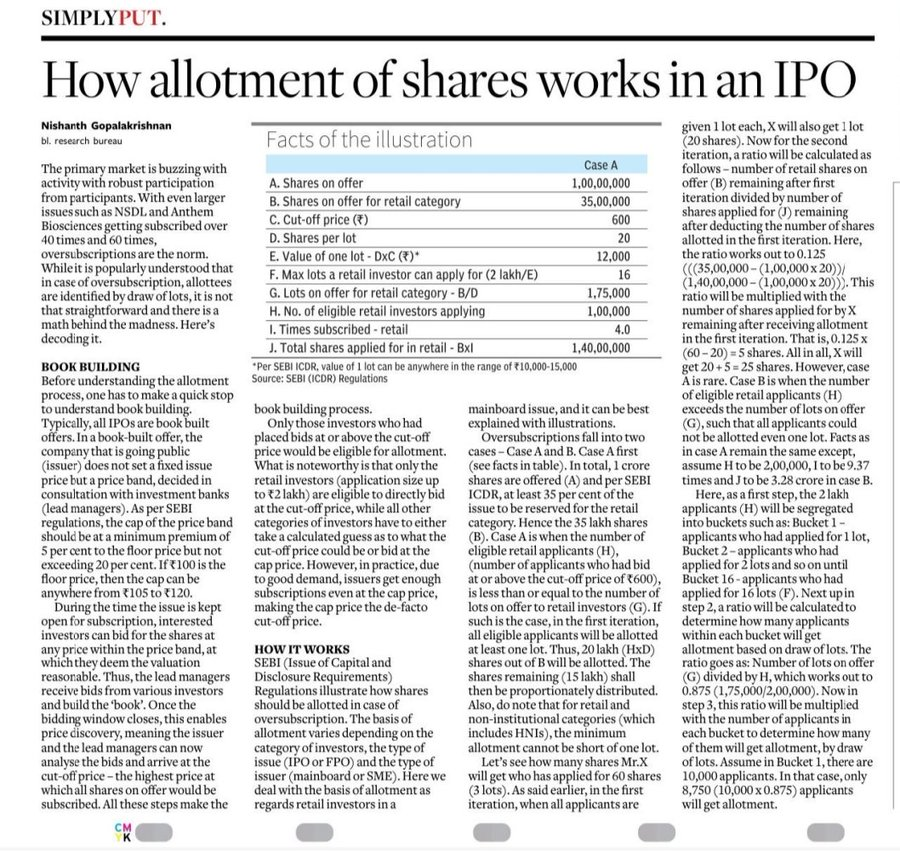 SIMPLYPUT.
How allotment of shares works in an IPO
Nishanth Gopalakrishnan
bl. research bureau
The primary market is buzzing with
activity with robust participation
from participants. With even larger
issues such as NSDL and Anthem
Biosciences getting subscribed over
40 times and 60 times,
oversubscriptions are the norm.
While it is popularly understood that
in case of oversubscription, allottees
are identified by draw of lots, it is not
that straightforward and there is a
math behind the madness. Here's
decoding it.
BOOK BUILDING
Before understanding the allotment
process, one has to make a quick stop
to understand book building.
Typically, all IPOs are book built
offers. In a book-built offer, the
company that is going public
(issuer) does not set a fixed issue
price but a price band, decided in
consultation with investment banks
(lead managers). As per SEBI
regulations, the cap of the price band
should be at a minimum premium of
5 per cent to the floor price but not
exceeding 20 per cent. If ₹100 is the
floor price, then the cap can be
anywhere from ₹105 to ₹120.
During the time the issue is kept
open for subscription, interested
investors can bid for the shares at
any price within the price band, at
which they deem the valuation
reasonable. Thus, the lead managers
receive bids from various investors
and build the 'book'. Once the
bidding window closes, this enables
price discovery, meaning the issuer
and the lead managers can now
analyse the bids and arrive at the
cut-off price – the highest price at
which all shares on offer would be
subscribed. All these steps make the
Facts of the illustration
Case A
A. Shares on offer 1,00,00,000
B. Shares on offer for retail category 35,00,000
C. Cut-off price (₹) 600
D. Shares per lot 20
E. Value of one lot - DxC (₹)* 12,000
F. Max lots a retail investor can apply for (2 lakh/E) 16
G. Lots on offer for retail category - B/D 1,75,000
H. No. of eligible retail investors applying 1,00,000
I. Times subscribed - retail 4.0
J. Total shares applied for in retail - BxI 1,40,00,000
*Per SEBI ICDR, value of 1 lot can be anywhere in the range of ₹10,000-15,000
Source: SEBI (ICDR) Regulations
book building process.
Only those investors who had
placed bids at or above the cut-off
price would be eligible for allotment.
What is noteworthy is that only the
retail investors (application size up
to ₹2 lakh) are eligible to directly bid
at the cut-off price, while all other
categories of investors have to either
take a calculated guess as to what the
cut-off price could be or bid at the
cap price. However, in practice, due
to good demand, issuers get enough
subscriptions even at the cap price,
making the cap price the de-facto
cut-off price.
HOW IT WORKS
SEBI (Issue of Capital and
Disclosure Requirements)
Regulations illustrate how shares
should be allotted in case of
oversubscription. The basis of
allotment varies depending on the
category of investors, the type of
issue (IPO or FPO) and the type of
issuer (mainboard or SME). Here we
deal with the basis of allotment as
regards retail investors in a
mainboard issue, and it can be best
explained with illustrations.
Oversubscriptions fall into two
cases – Case A and B. Case A first
(see facts in table). In total, 1 crore
shares are offered (A) and per SEBI
ICDR, at least 35 per cent of the
issue to be reserved for the retail
category. Hence the 35 lakh shares
(B). Case A is when the number of
eligible retail applicants (H),
(number of applicants who had bid
at or above the cut-off price of ₹600),
is less than or equal to the number of
lots on offer to retail investors (G). If
such is the case, in the first iteration,
all eligible applicants will be allotted
at least one lot. Thus, 20 lakh (HxD)
shares out of B will be allotted. The
shares remaining (15 lakh) shall
then be proportionately distributed.
Also, do note that for retail and
non-institutional categories (which
includes HNIs), the minimum
allotment cannot be short of one lot.
Let's see how many shares Mr.X
will get who has applied for 60 shares
(3 lots). As said earlier, in the first
iteration, when all applicants are
given 1 lot each, X will also get 1 lot
(20 shares). Now for the second
iteration, a ratio will be calculated as
follows – number of retail shares on
offer (B) remaining after first
iteration divided by number of
shares applied for (J) remaining
after deducting the number of shares
allotted in the first iteration. Here,
the ratio works out to 0.125
(((35,00,000 – (1,00,000 x 20))/
(1,40,00,000 – (1,00,000 x 20))). This
ratio will be multiplied with the
number of shares applied for by X
remaining after receiving allotment
in the first iteration. That is, 0.125 x
(60 – 20) = 5 shares. All in all, X will
get 20 + 5 = 25 shares. However, case
A is rare. Case B is when the number
of eligible retail applicants (H)
exceeds the number of lots on offer
(G), such that all applicants could
not be allotted even one lot. Facts as
in case A remain the same except,
assume H to be 2,00,000, I to be 9.37
times and J to be 3.28 crore in case B.
Here, as a first step, the 2 lakh
applicants (H) will be segregated
into buckets such as: Bucket 1 –
applicants who had applied for 1 lot,
Bucket 2 – applicants who had
applied for 2 lots and so on until
Bucket 16 - applicants who had
applied for 16 lots (F). Next up in
step 2, a ratio will be calculated to
determine how many applicants
within each bucket will get
allotment based on draw of lots. The
ratio goes as: Number of lots on offer
(G) divided by H, which works out to
0.875 (1,75,000/2,00,000). Now in
step 3, this ratio will be multiplied
with the number of applicants in
each bucket to determine how many
of them will get allotment, by draw
of lots. Assume in Bucket 1, there are
10,000 applicants. In that case, only
8,750 (10,000 x 0.875) applicants
will get allotment.
CM
YK